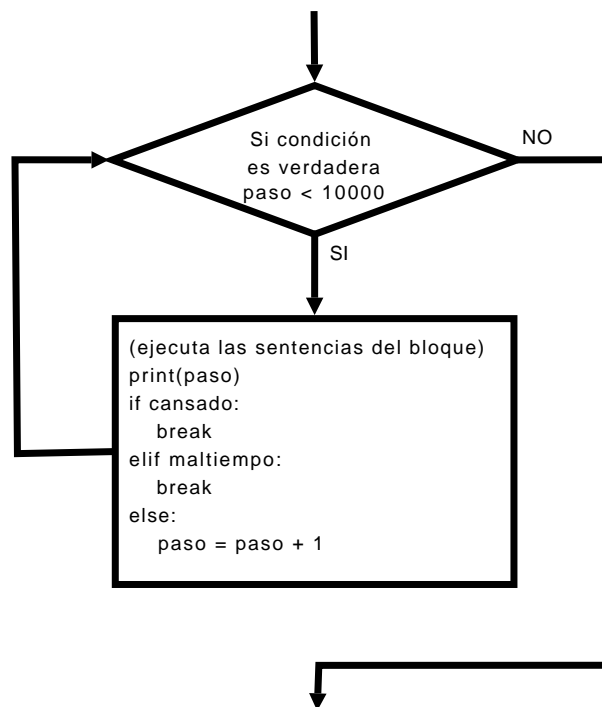 Si condición
es verdadera
paso < 10000
NO
SI
(ejecuta las sentencias del bloque)
print(paso)
if cansado:
break
elif maltiempo:
break
else:
paso = paso + 1